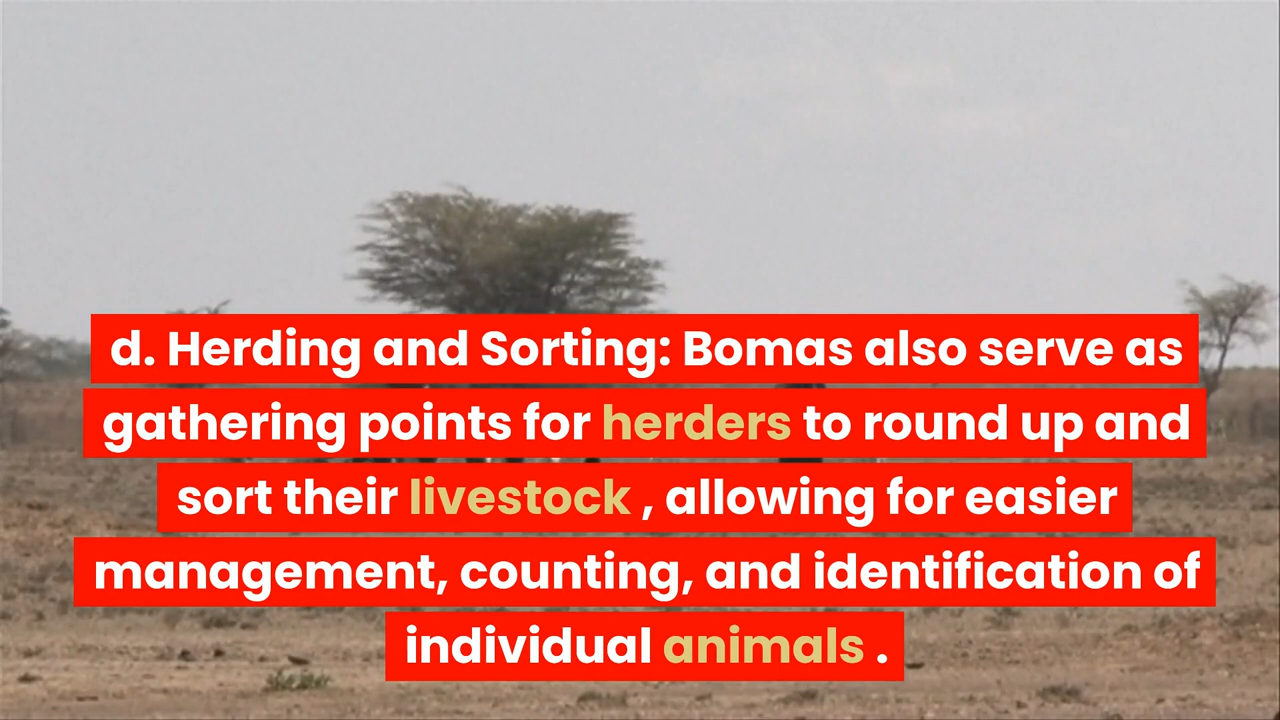 d. Herding and Sorting: Bomas also serve as
gathering points for herders to round up and
sort their livestock , allowing for easier
management, counting, and identification of
individual animals .